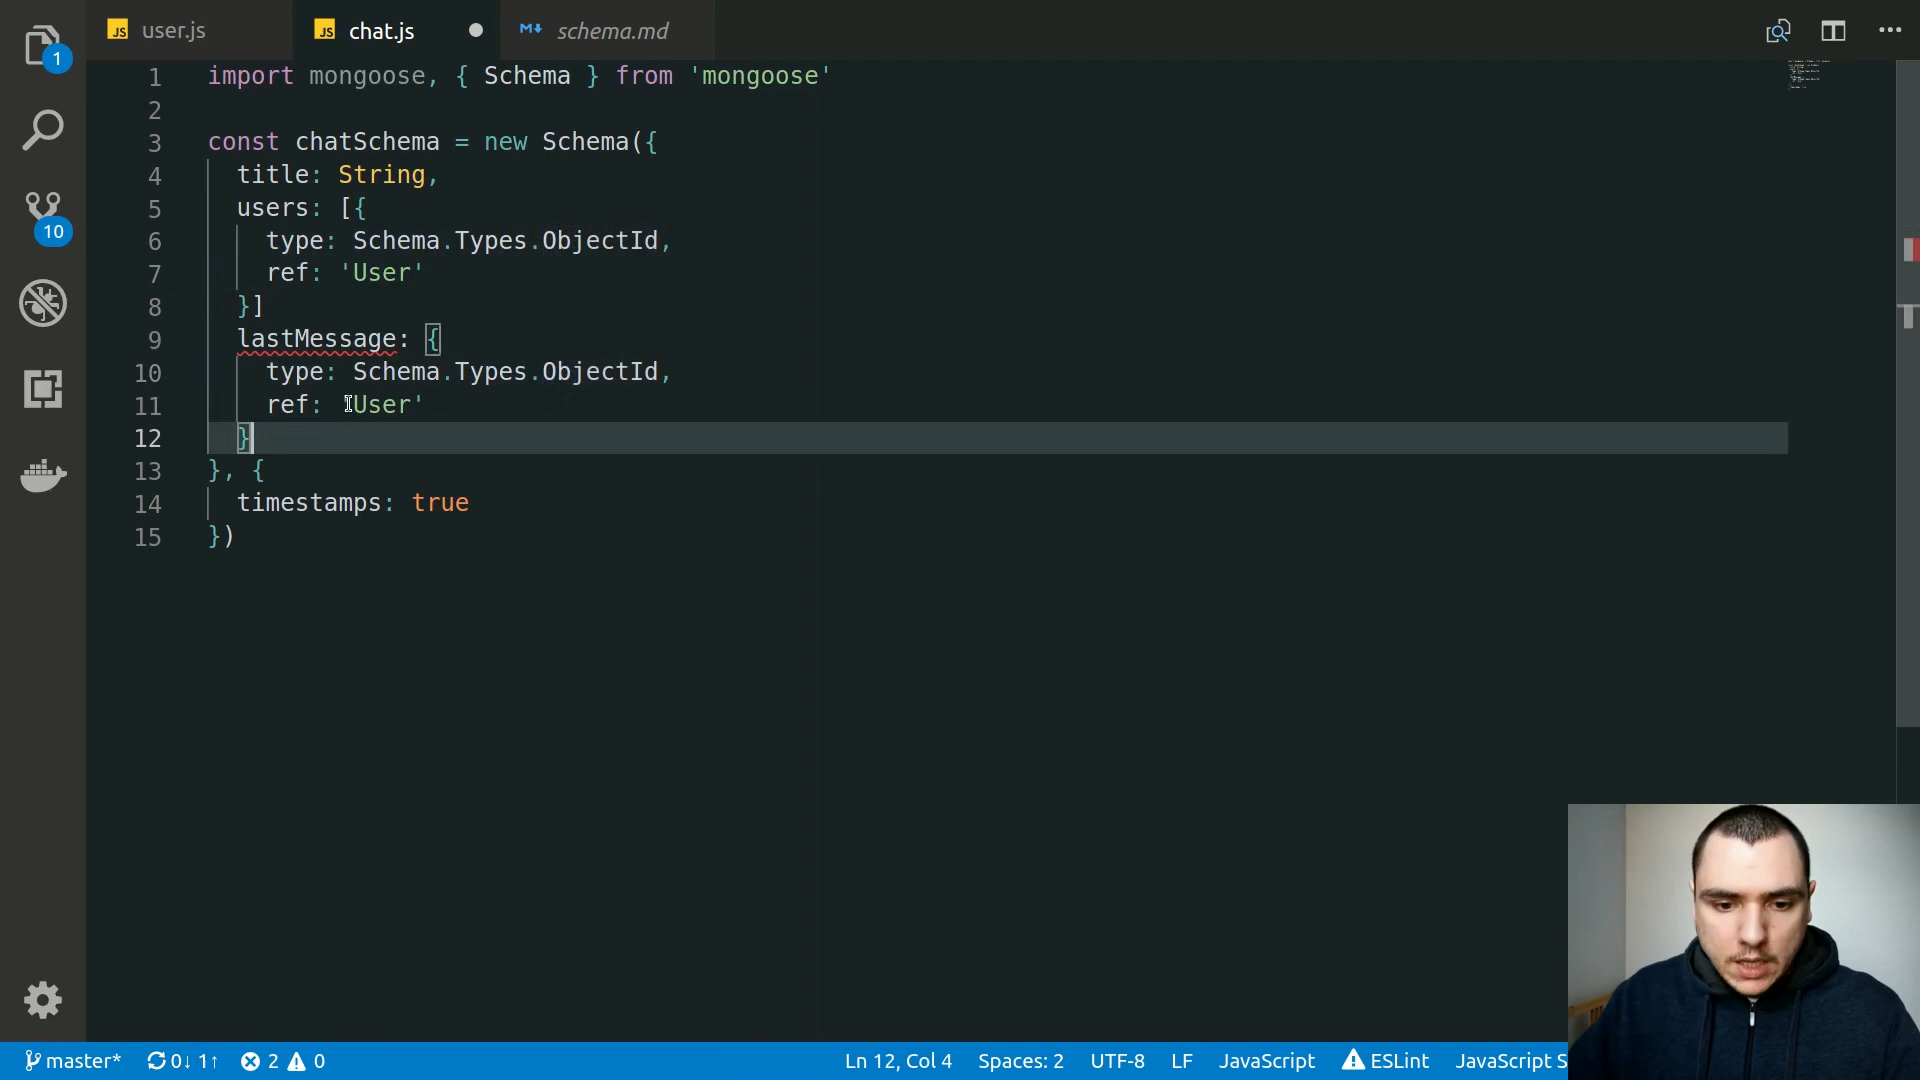 user.js
chat.js
schema.md
1 import mongoose, { Schema } from 'mongoose'
2
3 const chatSchema = new Schema({
4 title: String,
5 users: [{
6 type: Schema.Types.ObjectId,
7 ref: 'User'
8 }]
9 lastMessage: {
10 type: Schema.Types.ObjectId,
11 ref: 'User'
12 }
13 }, {
14 timestamps: true
15 })
1
10
master* 0↓ 1↑ 2 0 Ln 12, Col 4 Spaces: 2 UTF-8 LF JavaScript ESLint JavaScript S